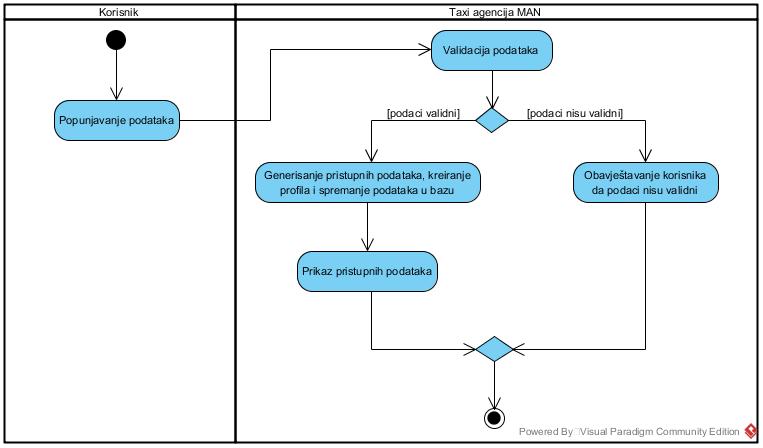 Korisnik
Taxi agencija MAN
Validacija podataka
Popunjavanje podataka
[podaci validni]
[podaci nisu validni]
Generisanje pristupnih podataka, kreiranje
profila i spremanje podataka u bazu
Obavještavanje korisnika
da podaci nisu validni
Prikaz pristupnih podataka
Powered By Visual Paradigm Community Edition